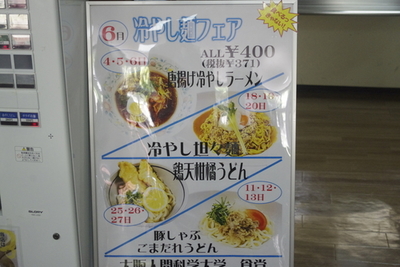 6日 冷やし麺フェア
ALL¥400
(税抜¥371)
4・5・6日
唐揚げ冷やしラーメン
18・19・
20日
冷やし坦々麺
鶏天柑橘うどん
25・26・
27日
11・12・
13日
豚しゃぶ
ごまだれうどん
大阪人間科学大学 食堂